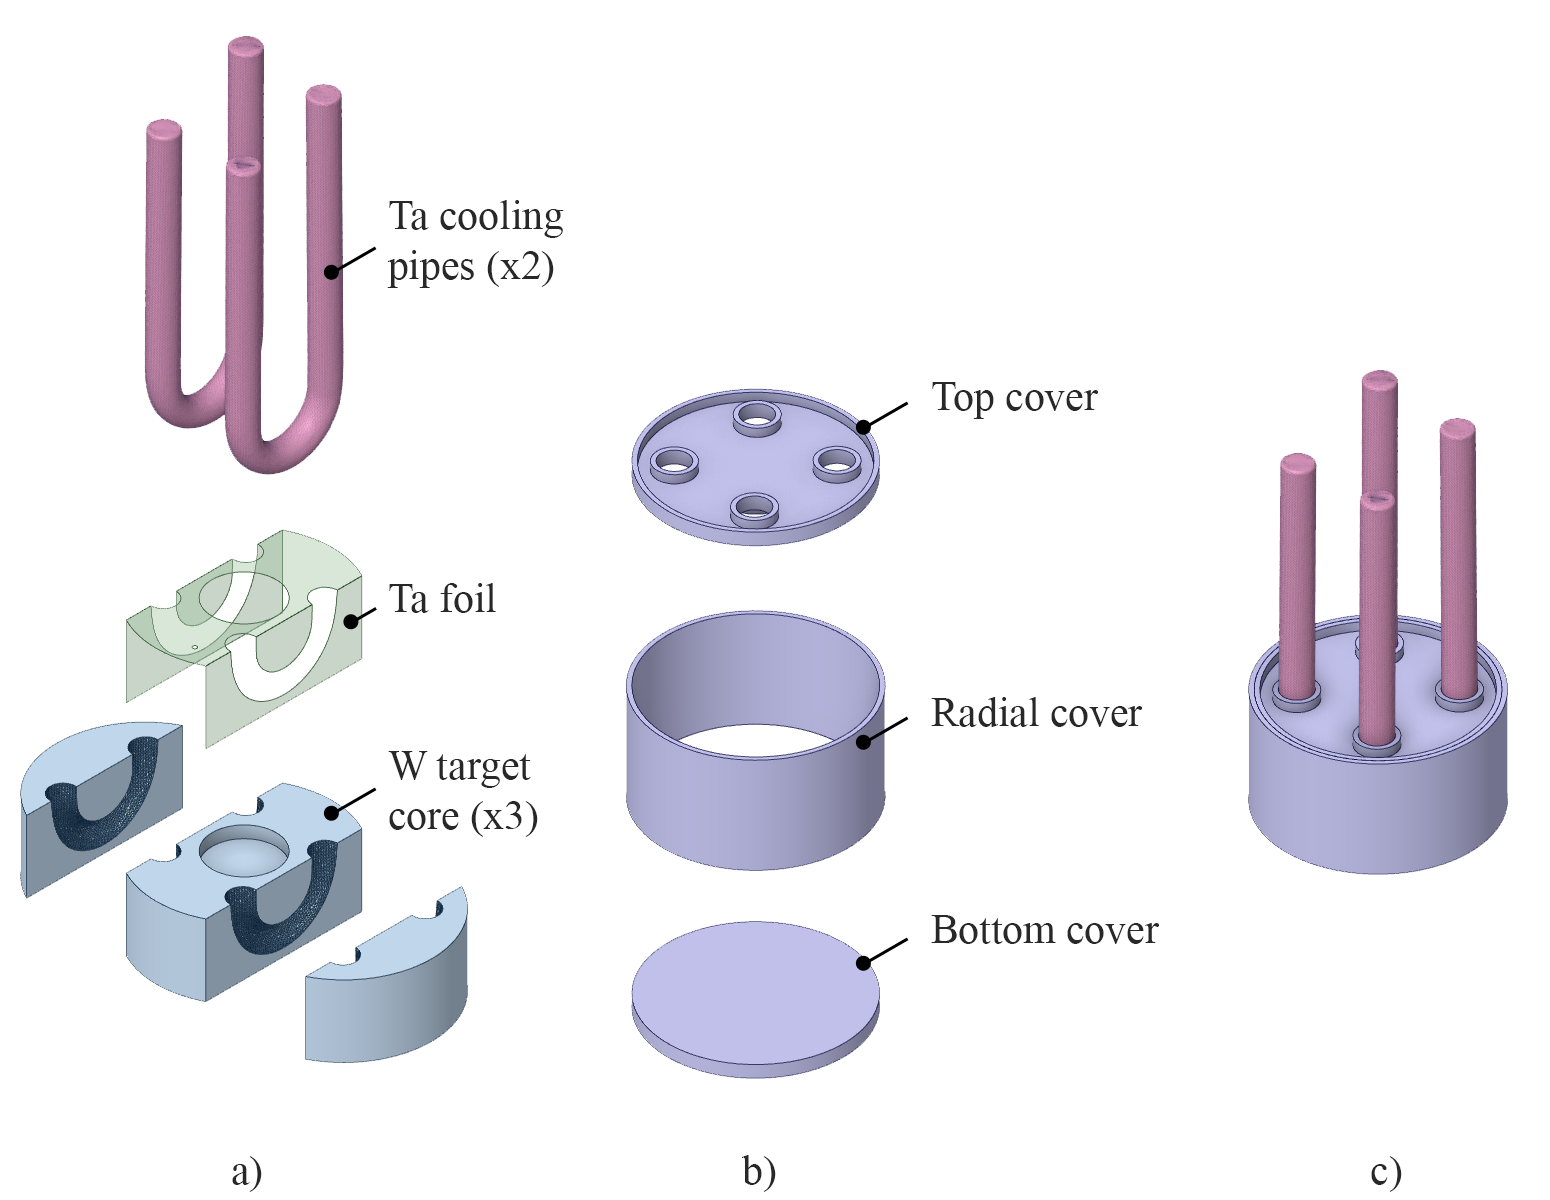 Ta cooling
pipes (x2)
Ta foil
W target
core (x3)
Top cover
Radial cover
Bottom cover
a)
b)
c)